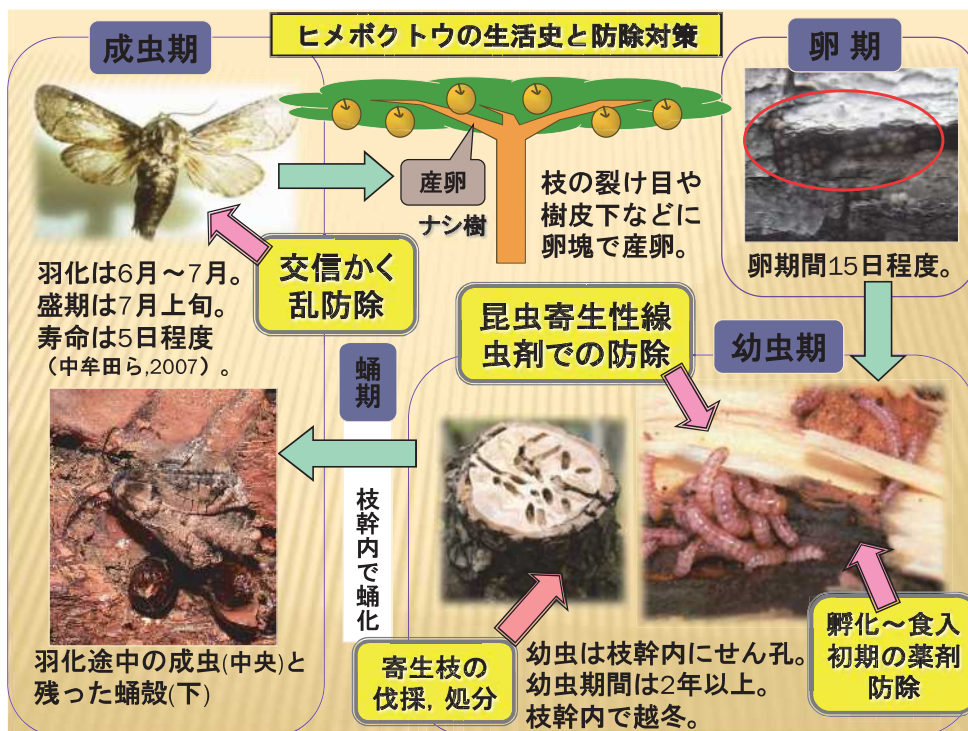 ヒメボクトウの生活史と防除対策
成虫期
産卵
ナシ樹
枝の裂け目や
樹皮下などに
卵塊で産卵。
卵 期
卵期間15日程度。
羽化は6月～7月。
盛期は7月上旬。
寿命は5日程度
（中牟田ら,2007）。
交信かく
乱防除
昆虫寄生性線
虫剤での防除
幼虫期
蛹期
枝幹内で蛹化
羽化途中の成虫(中央)と
残った蛹殻(下)
寄生枝の
伐採，処分
幼虫は枝幹内にせん孔。
幼虫期間は2年以上。
枝幹内で越冬。
孵化～食入
初期の薬剤
防除